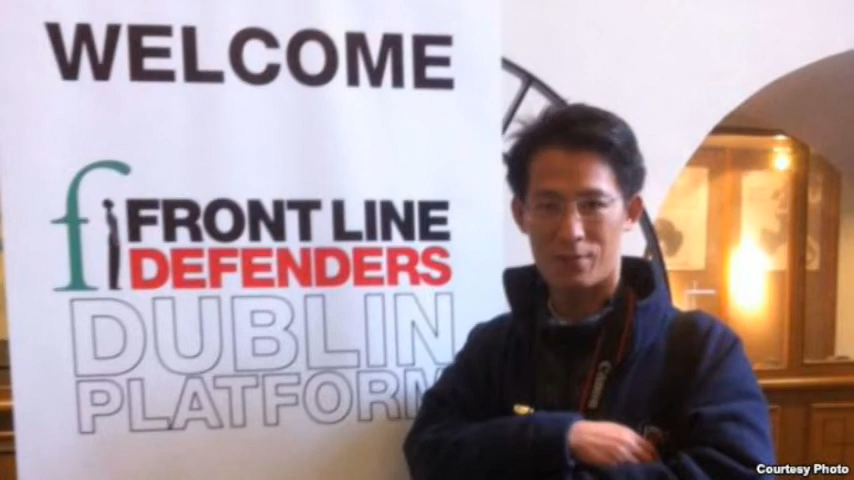 WELCOME
FRONT LINE
DEFENDERS
DUBLIN
PLATFORM
Canon
Courtesy Photo